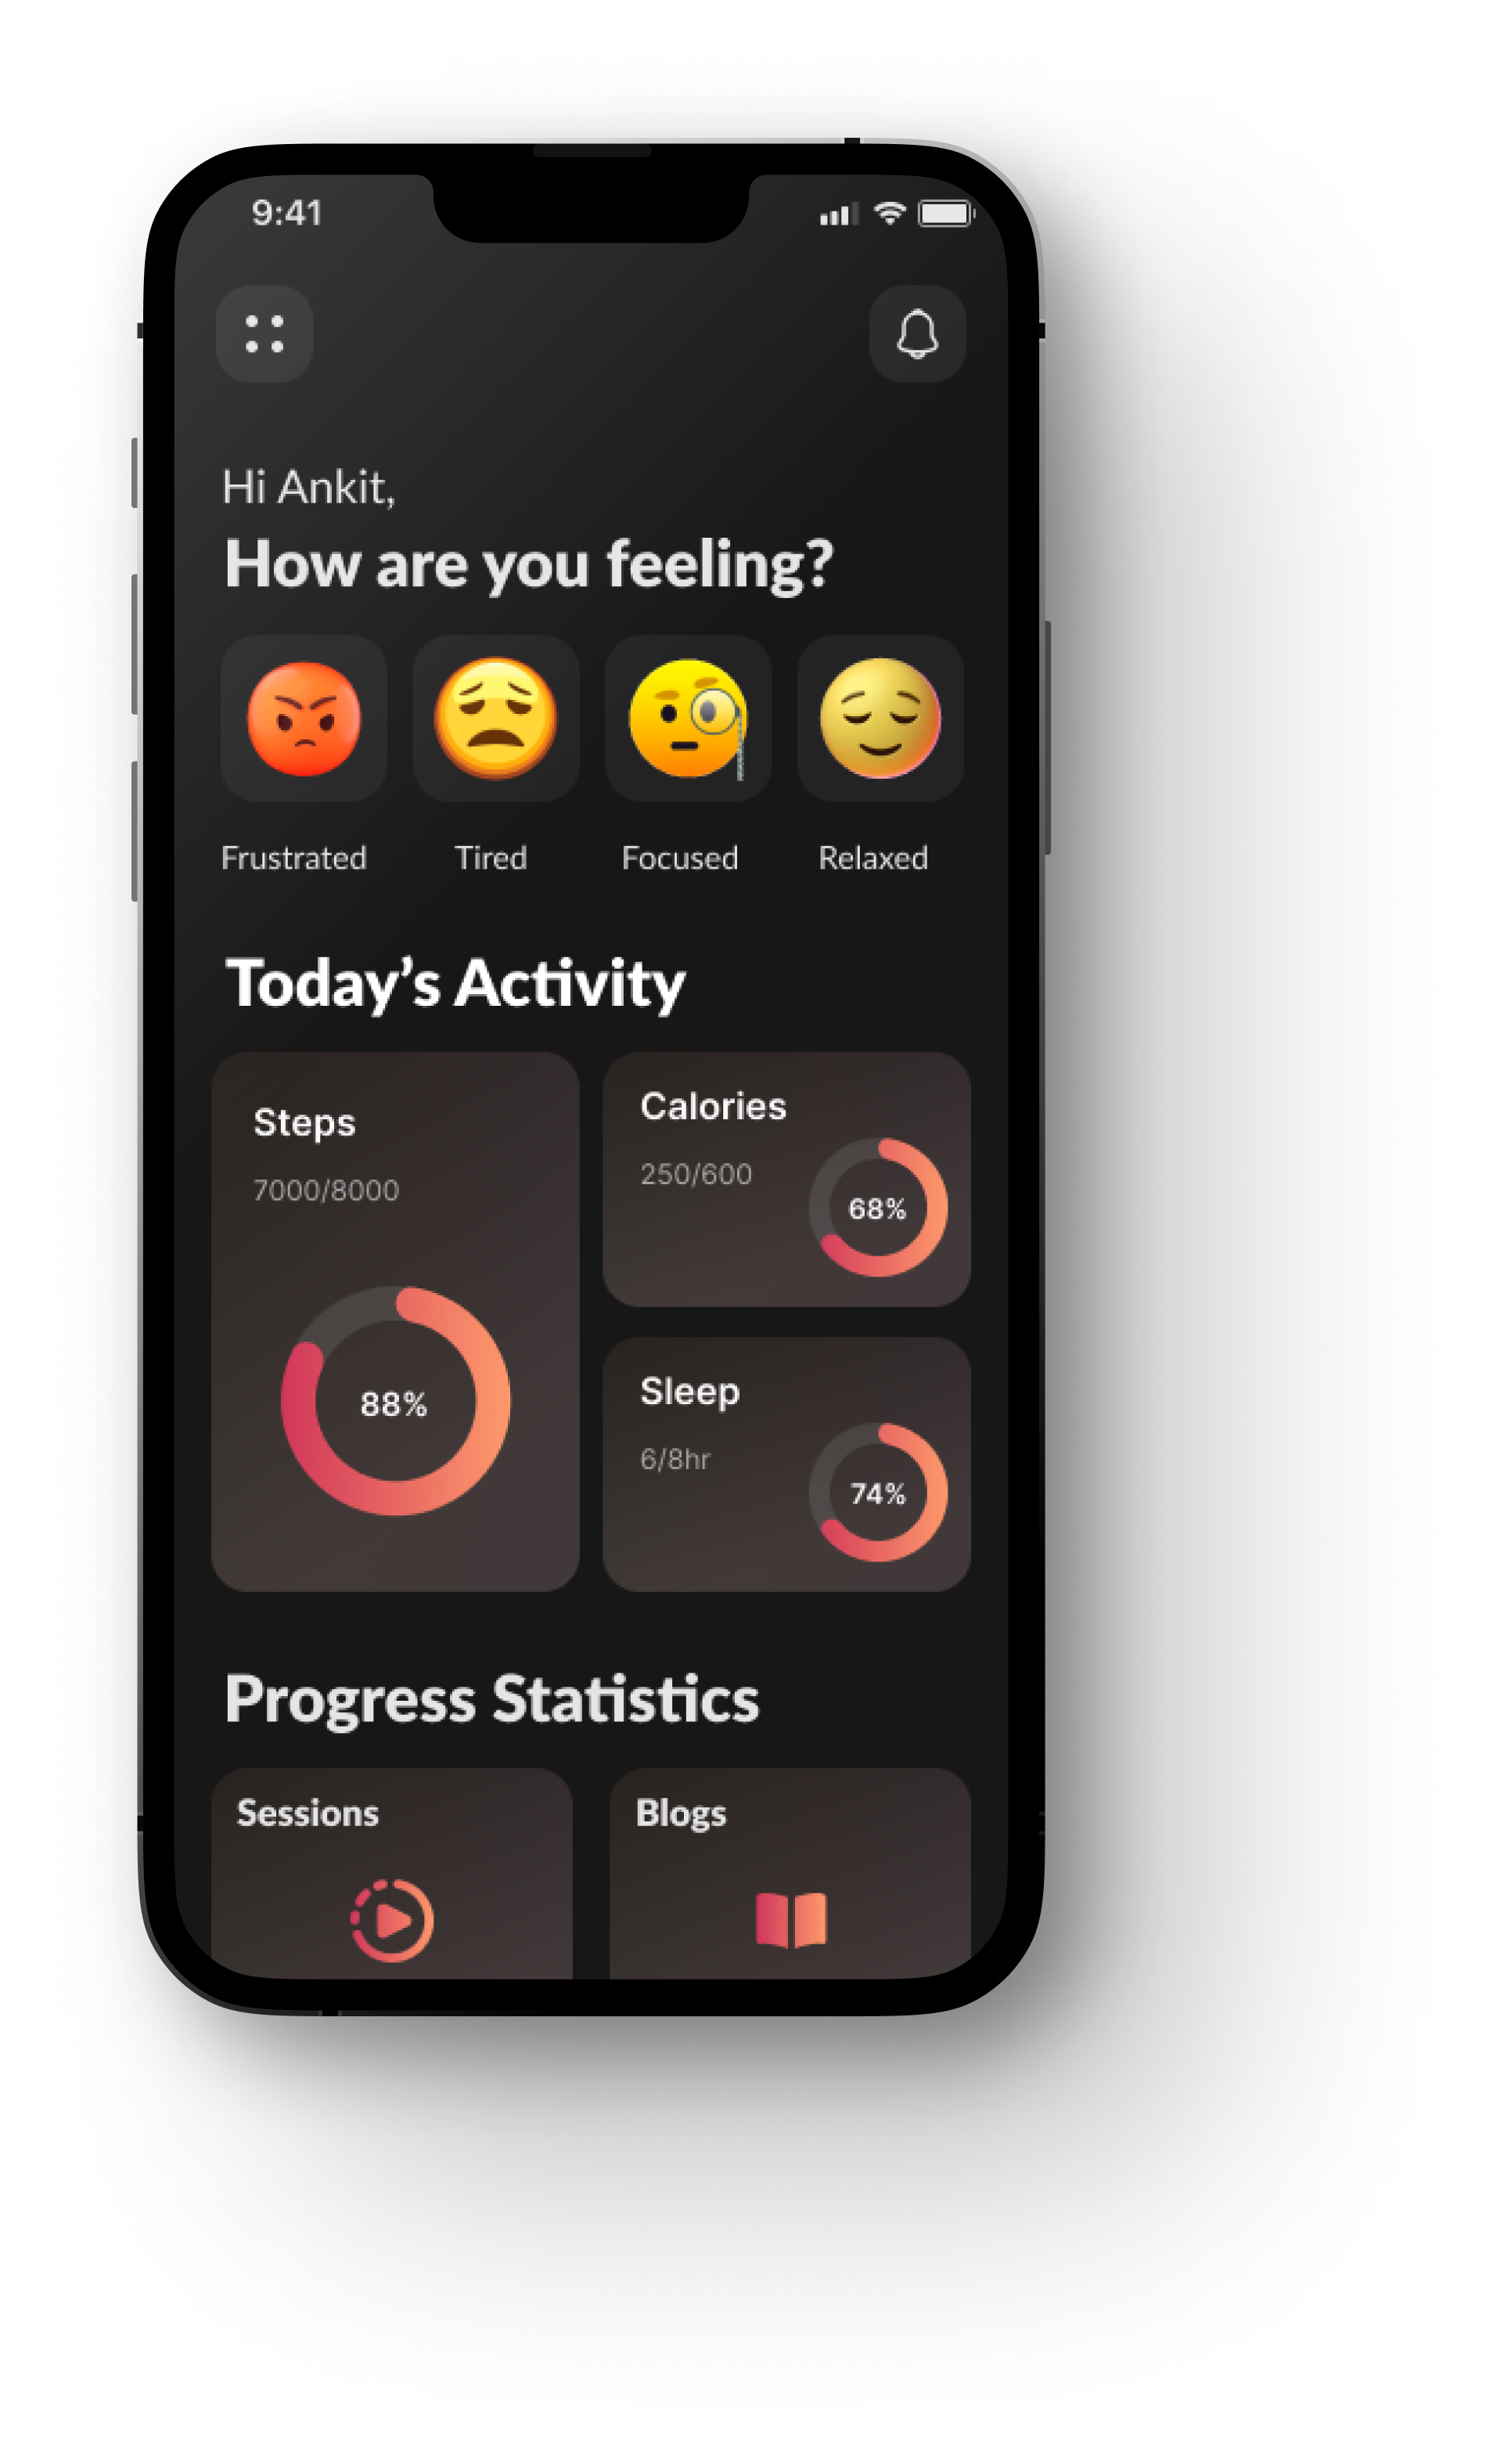 9:41
Hi Ankit,
How are you feeling?
Frustrated Tired Focused Relaxed
Today’s Activity
Steps
7000/8000
88%
Calories
250/600
68%
Sleep
6/8hr
74%
Progress Statistics
Sessions
Blogs